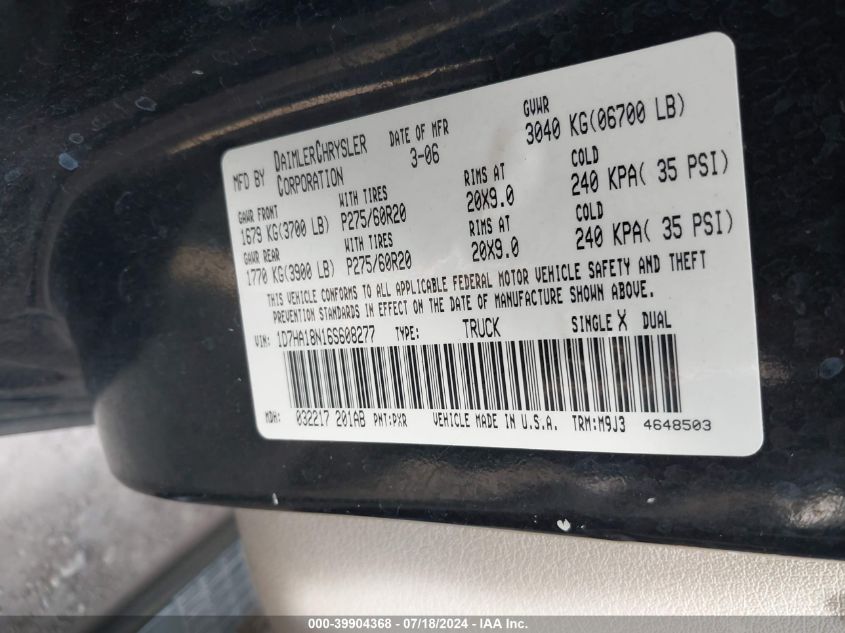 MFD BY DAIMLERCHRYSLER CORPORATION DATE OF MFR 3-06 GVWR 3040 KG(06700 LB)
GAWR FRONT WITH TIRES RIMS AT COLD
1679 KG(3700 LB) P275/60R20 20X9.0 240 KPA( 35 PSI)
GAWR REAR WITH TIRES RIMS AT COLD
1770 KG(3900 LB) P275/60R20 20X9.0 240 KPA( 35 PSI)
THIS VEHICLE CONFORMS TO ALL APPLICABLE FEDERAL MOTOR VEHICLE SAFETY AND THEFT
PREVENTION STANDARDS IN EFFECT ON THE DATE OF MANUFACTURE SHOWN ABOVE.
VIN: 1D7HA18N16S608277 TYPE: TRUCK SINGLE X DUAL
MDH: 032217 201AB PNT:PXR VEHICLE MADE IN U.S.A. TRM:M9J3 4648503
000-39904368 - 07/18/2024 - IAA Inc.